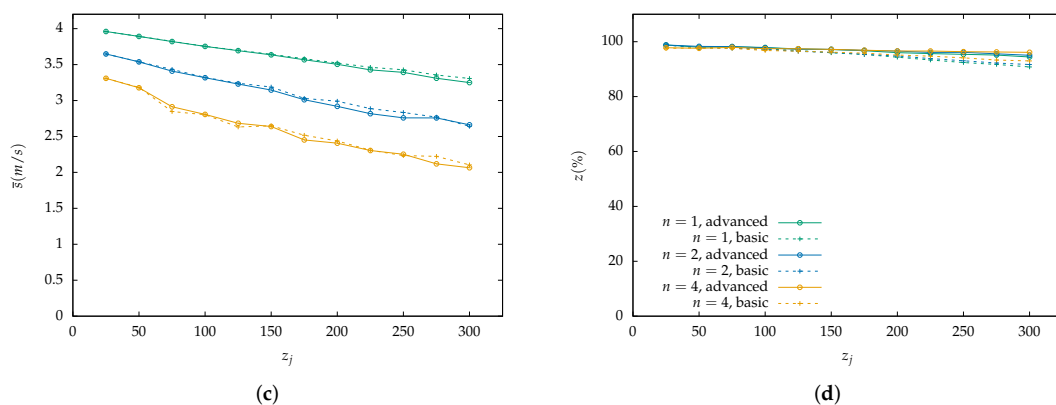 4
3.5
3
2.5
2
1.5
1
0.5
0
s̅(m/s)
0 50 100 150 200 250 300
z_j
(c)
100
80
60
40
20
0
z(%)
n = 1, advanced
n = 1, basic
n = 2, advanced
n = 2, basic
n = 4, advanced
n = 4, basic
0 50 100 150 200 250 300
z_j
(d)